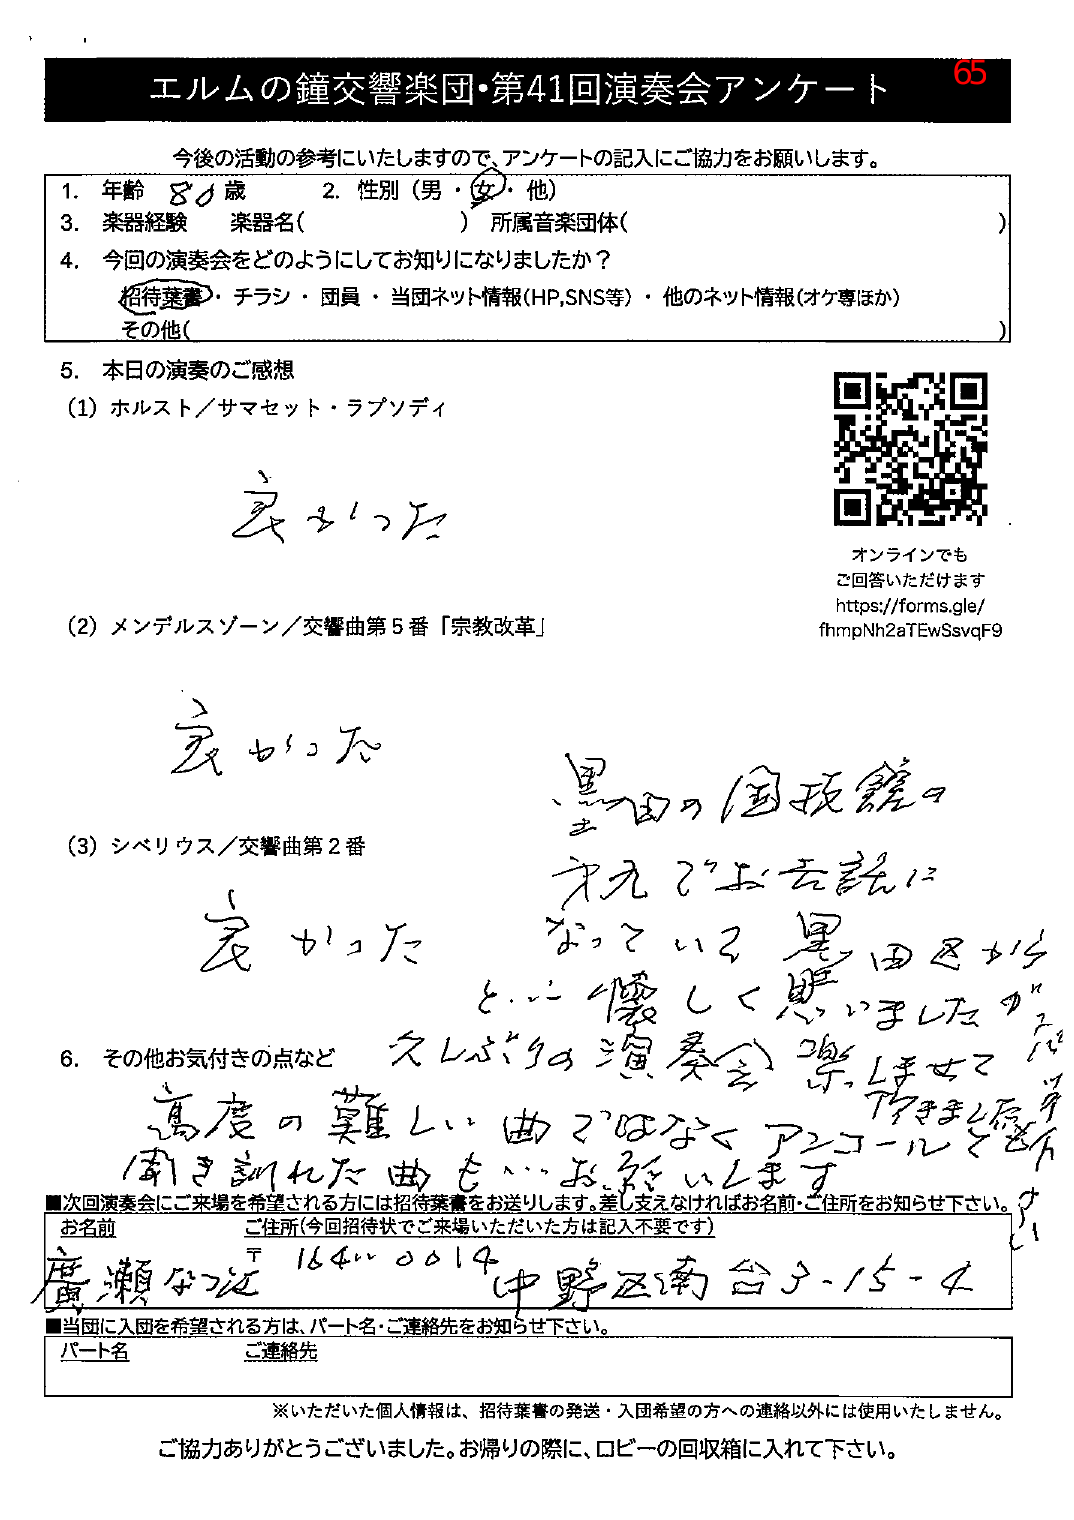 エルムの鐘交響楽団・第41回演奏会アンケート
65
今後の活動の参考にいたしますので、アンケートの記入にご協力をお願いします。
1. 年齢 80 歳 2. 性別 (男・女・他)
3. 楽器経験 楽器名( ) 所属音楽団体( )
4. 今回の演奏会をどのようにしてお知りになりましたか？
招待葉書・チラシ・団員・当団ネット情報(HP,SNS等)・他のネット情報(オケ専ほか)
その他( )
5. 本日の演奏のご感想
(1) ホルスト／サマセット・ラプソディ
良かった
オンラインでも
ご回答いただけます
https://forms.gle/
fhmpNh2aTEwSsvqF9
(2) メンデルスゾーン／交響曲第５番「宗教改革」
良かった
墨田の国技館の
第九でお世話に
(3) シベリウス／交響曲第２番
良かった
なっている墨田区から
懐しく思いましたが
6. その他お気付きの点など
久しぶりの演奏会楽しませて
頂きました
高度の難しい曲ではなくアンコールで
聞き馴れた曲も…お願いします
■次回演奏会にご来場を希望される方には招待葉書をお送りします。差し支えなければお名前・ご住所をお知らせ下さい。
お名前 ご住所(今回招待状でご来場いただいた方は記入不要です)
廣瀬なつ江 〒164-0014 中野区南台3-15-4
■当団に入団を希望される方は、パート名・ご連絡先をお知らせ下さい。
パート名 ご連絡先
※いただいた個人情報は、招待葉書の発送・入団希望の方への連絡以外には使用いたしません。
ご協力ありがとうございました。お帰りの際に、ロビーの回収箱に入れて下さい。